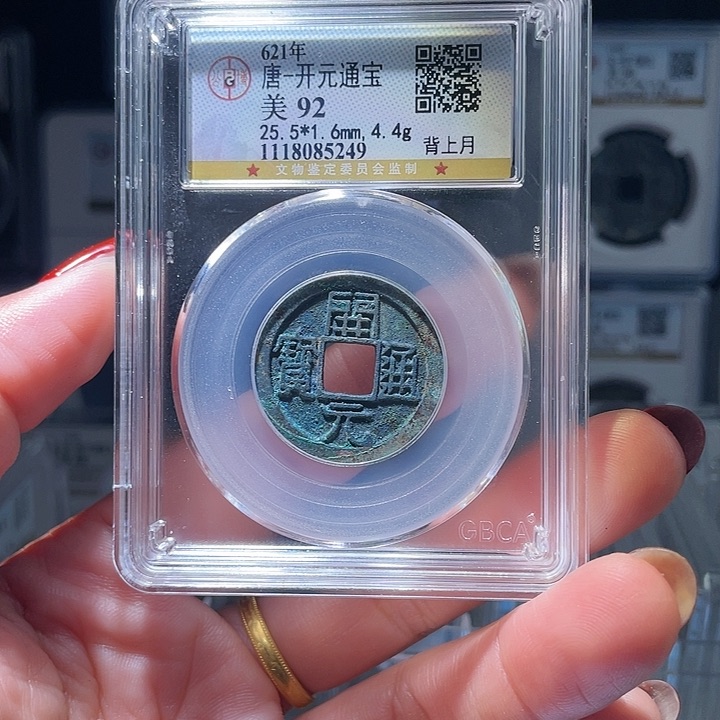 621年
唐-开元通宝
美 92
25.5*1.6mm, 4.4g
1118085249
背上月
★ 文物鉴定委员会监制 ★
開
寶 通
元
GBCA